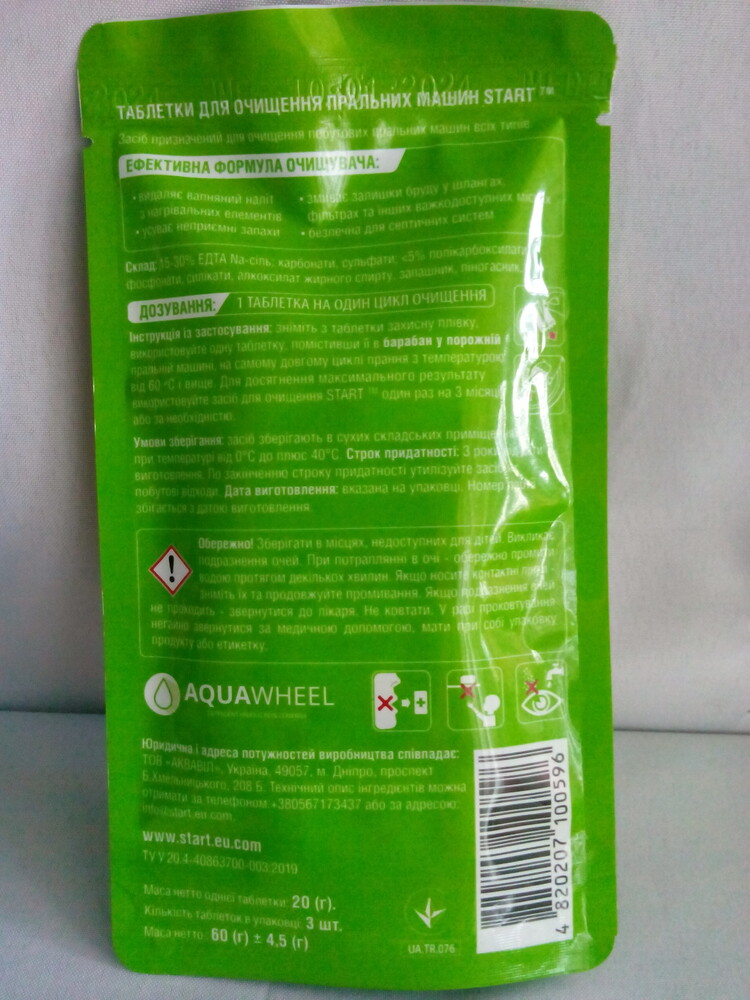 ТАБЛЕТКИ ДЛЯ ОЧИЩЕННЯ ПРАЛЬНИХ МАШИН START ™
Засіб призначений для очищення побутових пральних машин всіх типів
ЕФЕКТИВНА ФОРМУЛА ОЧИЩУВАЧА:
• видаляє вапняний наліт
з нагрівальних елементів
• усуває неприємні запахи
• змиває залишки бруду у шлангах,
фільтрах та інших важкодоступних місцях
• безпечна для септичних систем
Склад: 15-30% ЕДТА Na-сіль; карбонати, сульфати; <5% полікарбоксилати,
фосфонати, силікати, алкоксилат жирного спирту, запашник, піногасник.
ДОЗУВАННЯ: 1 ТАБЛЕТКА НА ОДИН ЦИКЛ ОЧИЩЕННЯ
Інструкція із застосування: зніміть з таблетки захисну плівку,
використовуйте одну таблетку, помістивши її в барабан у порожній
пральній машині, на самому довгому циклі прання з температурою
від 60 °С і вище. Для досягнення максимального результату
використовуйте засіб для очищення START ™ один раз на 3 місяці
або за необхідністю.
Умови зберігання: засіб зберігають в сухих складських приміщеннях
при температурі від 0°С до плюс 40°С. Строк придатності: 3 роки від дати
виготовлення. По закінченню строку придатності утилізуйте засіб
побутові відходи. Дата виготовлення: вказана на упаковці. Номер
збігається з датою виготовлення.
Обережно! Зберігати в місцях, недоступних для дітей. Викликає
подразнення очей. При потраплянні в очі - обережно промити
водою протягом декількох хвилин. Якщо носите контактні лінзи,
зніміть їх та продовжуйте промивання. Якщо подразнення очей
не проходить - звернутися до лікаря. Не ковтати. У разі проковтування
негайно звернутися за медичною допомогою, мати при собі упаковку
продукту або етикетку.
AQUAWHEEL
Юридична і адреса потужностей виробництва співпадає:
ТОВ «АКВАВІЛ», Україна, 49057, м. Дніпро, проспект
Б.Хмельницького, 208 Б. Технічний опис інгредієнтів можна
отримати за телефоном +380567173437 або за адресою:
info@start.eu.com
www.start.eu.com
ТУ У 20.4-40863700-003:2019
Маса нетто однієї таблетки: 20 (г).
Кількість таблеток в упаковці: 3 шт.
Маса нетто: 60 (г) ± 4,5 (г)
UA.TR.076
4 820207 100596